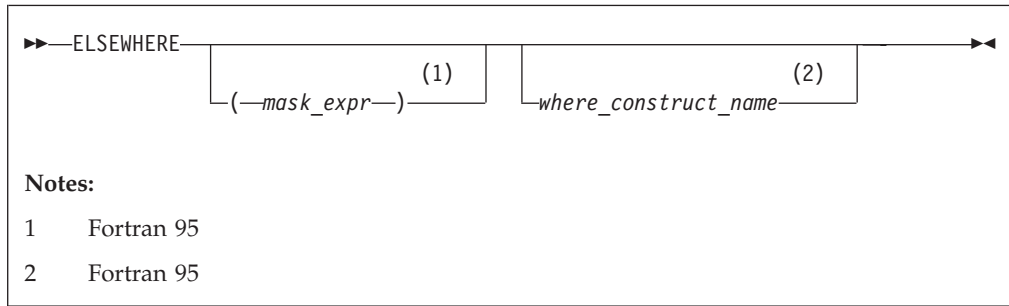 ELSEWHERE
(1) (2)
( mask_expr ) where_construct_name
Notes:
1 Fortran 95
2 Fortran 95